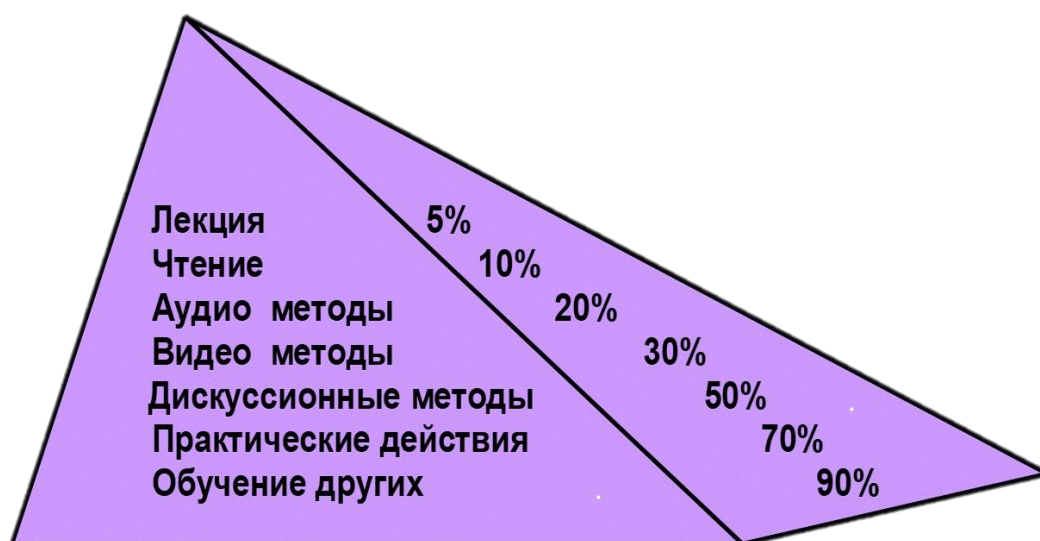 Лекция 5%
Чтение 10%
Аудио методы 20%
Видео методы 30%
Дискуссионные методы 50%
Практические действия 70%
Обучение других 90%